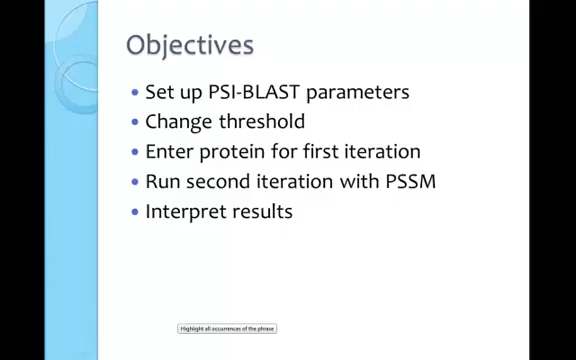 Objectives
• Set up PSI-BLAST parameters
• Change threshold
• Enter protein for first iteration
• Run second iteration with PSSM
• Interpret results
Highlight all occurrences of the phrase